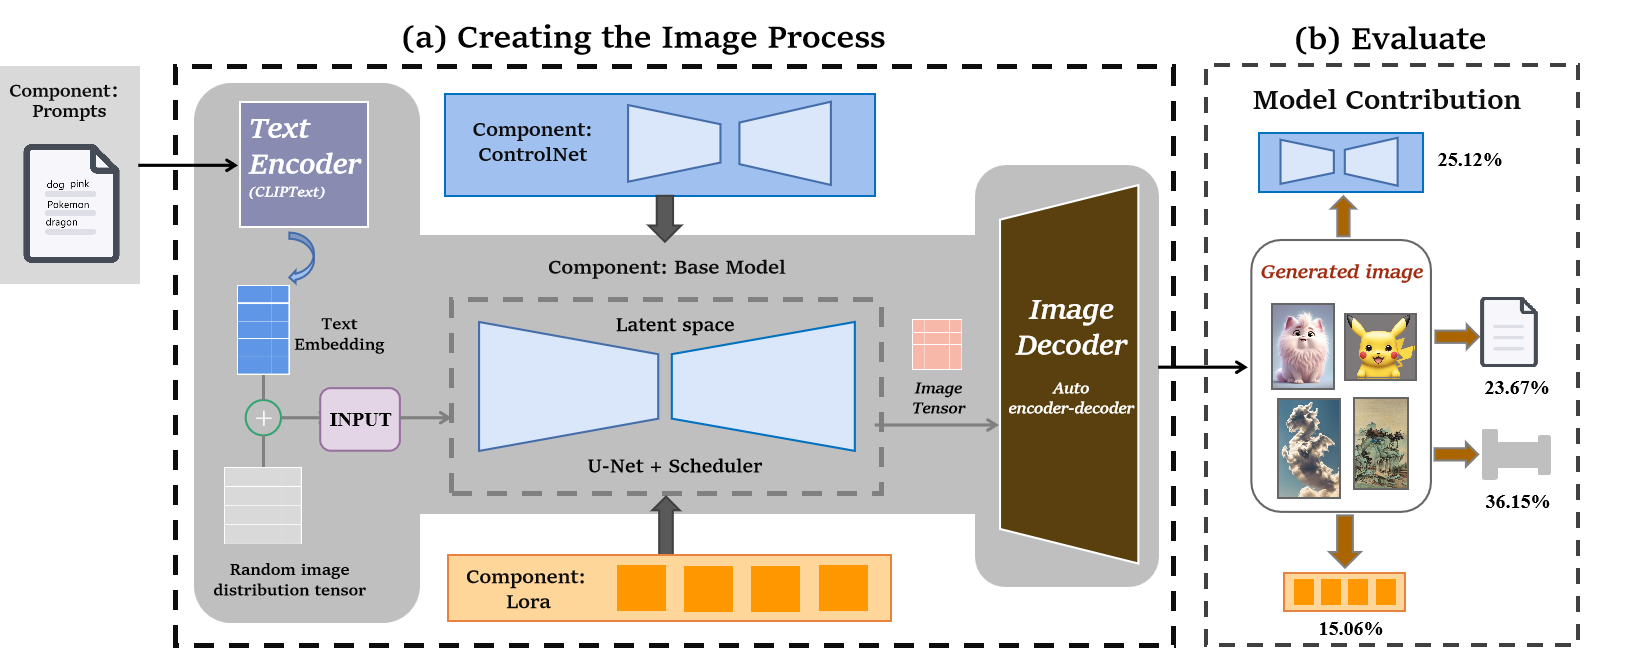 (a) Creating the Image Process
Component:
Prompts
dog pink
Pokeman
dragon
Text
Encoder
(CLIPText)
Text
Embedding
INPUT
Random image
distribution tensor
Component:
ControlNet
Component: Base Model
Latent space
U-Net + Scheduler
Component:
Lora
Image
Tensor
Image
Decoder
Auto
encoder-decoder
(b) Evaluate
Model Contribution
25.12%
Generated image
23.67%
36.15%
15.06%